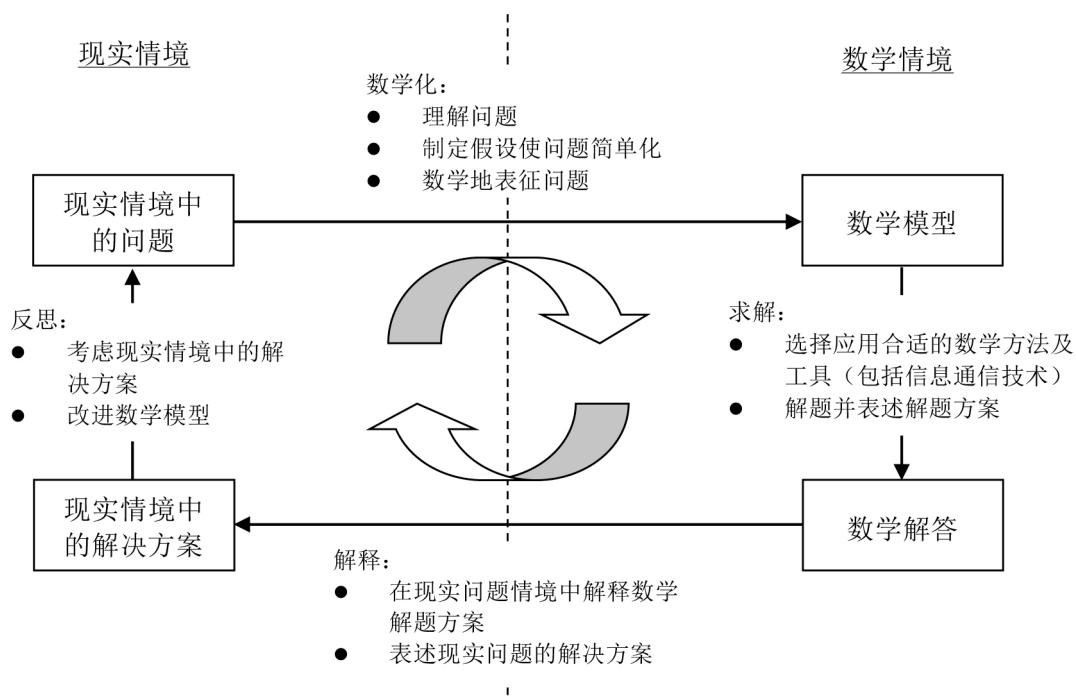 现实情境
数学情境
数学化：
● 理解问题
● 制定假设使问题简单化
● 数学地表征问题
现实情境中
的问题
数学模型
反思：
● 考虑现实情境中的解
决方案
● 改进数学模型
求解：
● 选择应用合适的数学方法及
工具（包括信息通信技术）
● 解题并表述解题方案
现实情境中
的解决方案
数学解答
解释：
● 在现实问题情境中解释数学
解题方案
● 表述现实问题的解决方案